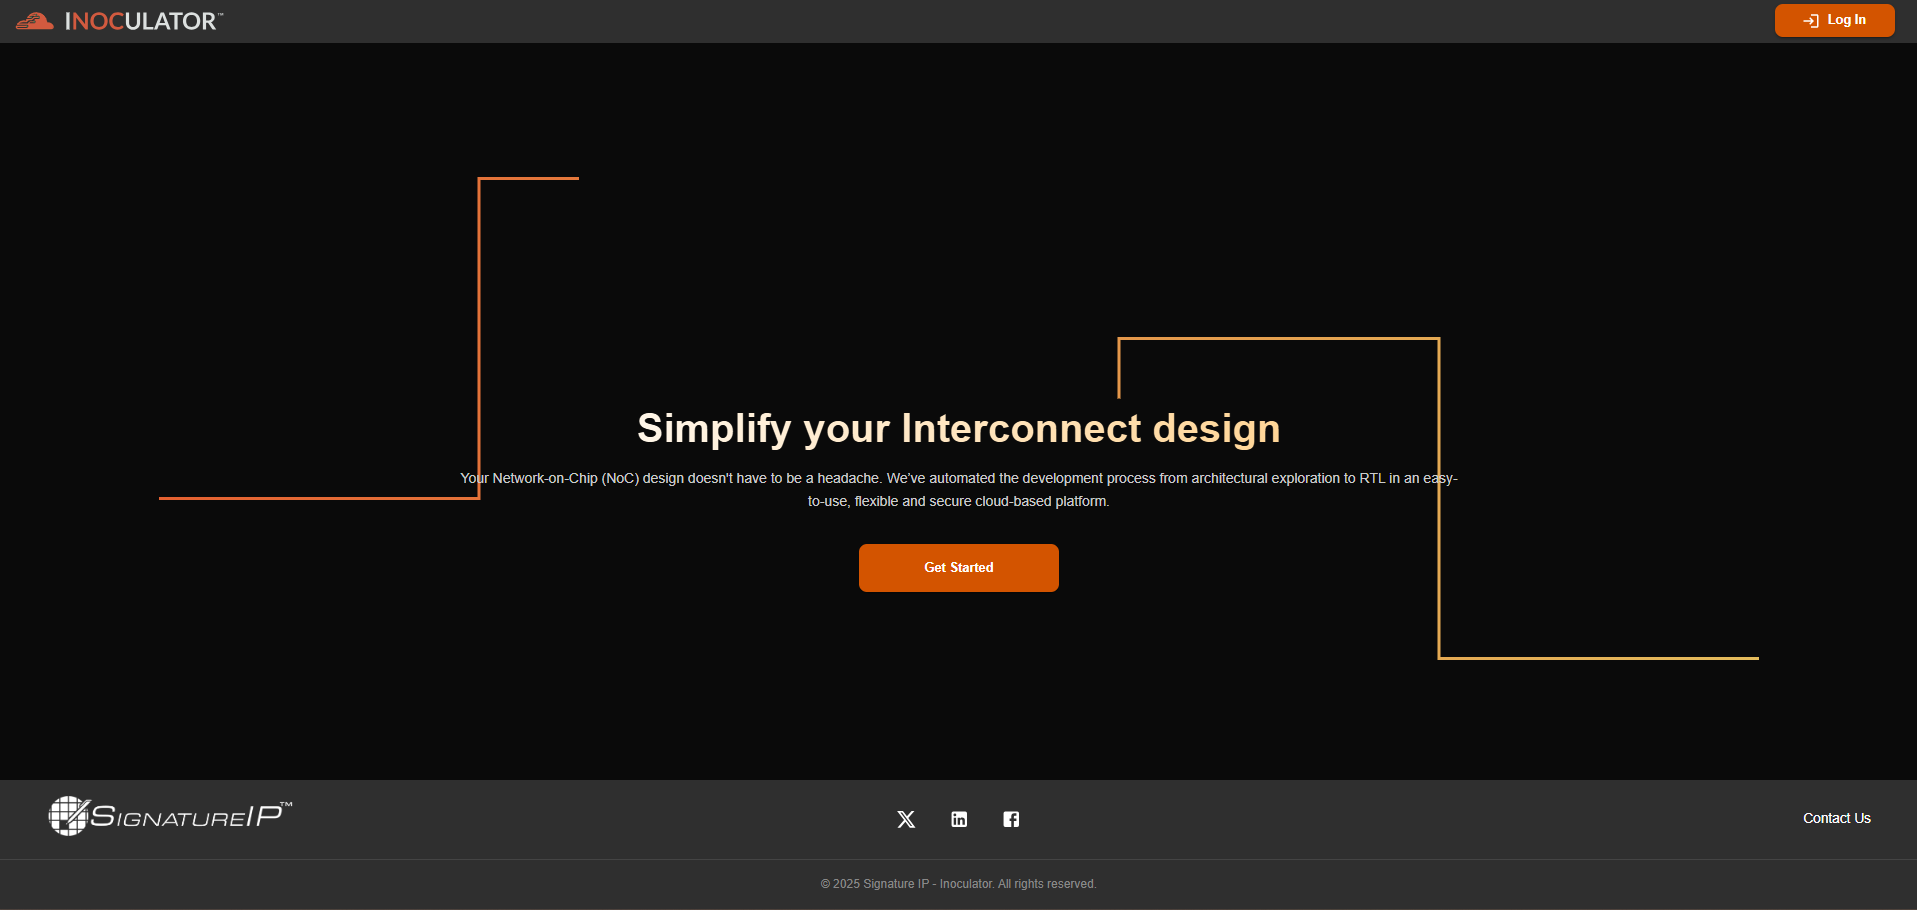 INOCULATOR™
Log In
Simplify your Interconnect design
Your Network-on-Chip (NoC) design doesn't have to be a headache. We've automated the development process from architectural exploration to RTL in an easy-
to-use, flexible and secure cloud-based platform.
Get Started
SIGNATUREIP™
Contact Us
© 2025 Signature IP - Inoculator. All rights reserved.